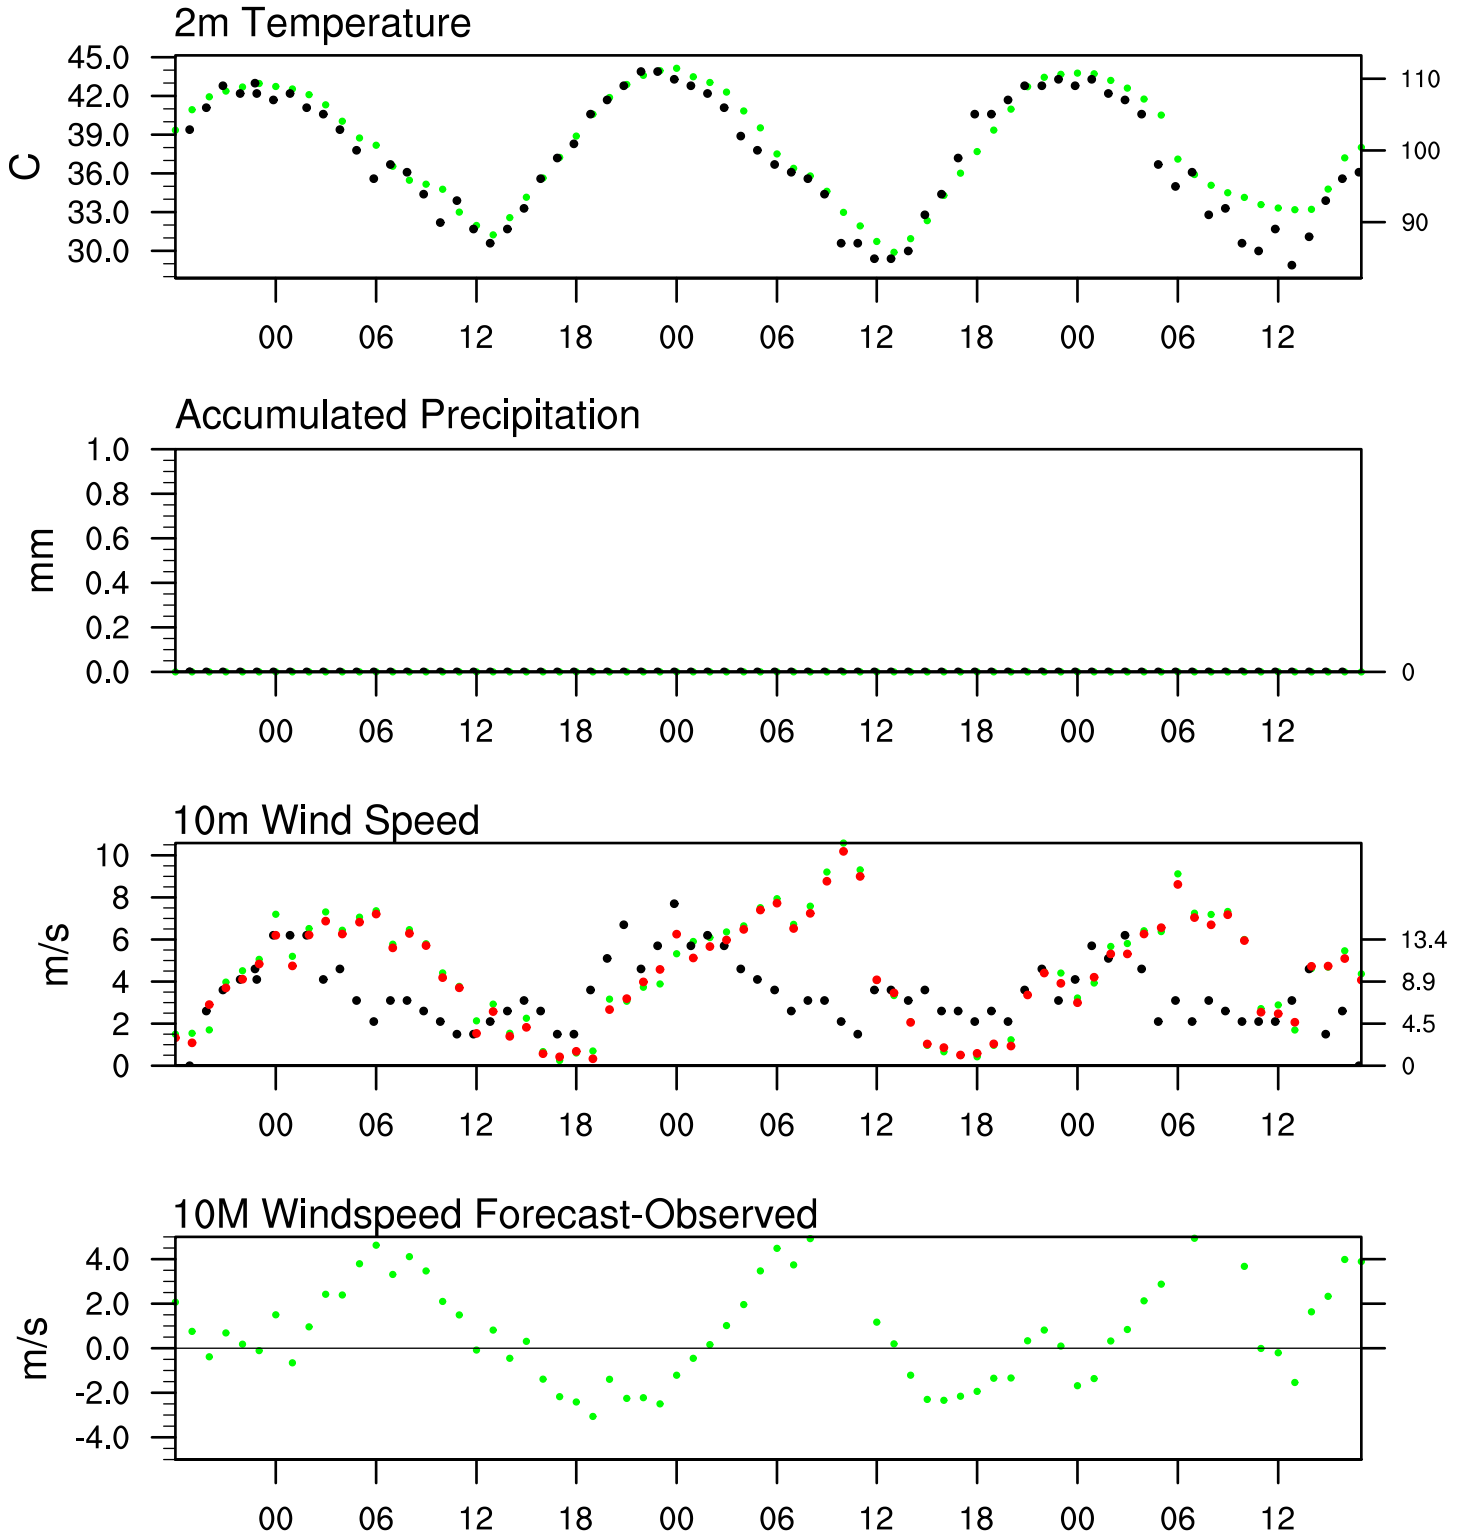 2m Temperature
45.0
42.0
39.0
36.0
33.0
30.0
C
110
100
90
00 06 12 18 00 06 12 18 00 06 12
Accumulated Precipitation
1.0
0.8
0.6
0.4
0.2
0.0
mm
0
00 06 12 18 00 06 12 18 00 06 12
10m Wind Speed
10
8
6
4
2
0
m/s
13.4
8.9
4.5
0
00 06 12 18 00 06 12 18 00 06 12
10M Windspeed Forecast-Observed
4.0
2.0
0.0
-2.0
-4.0
m/s
00 06 12 18 00 06 12 18 00 06 12